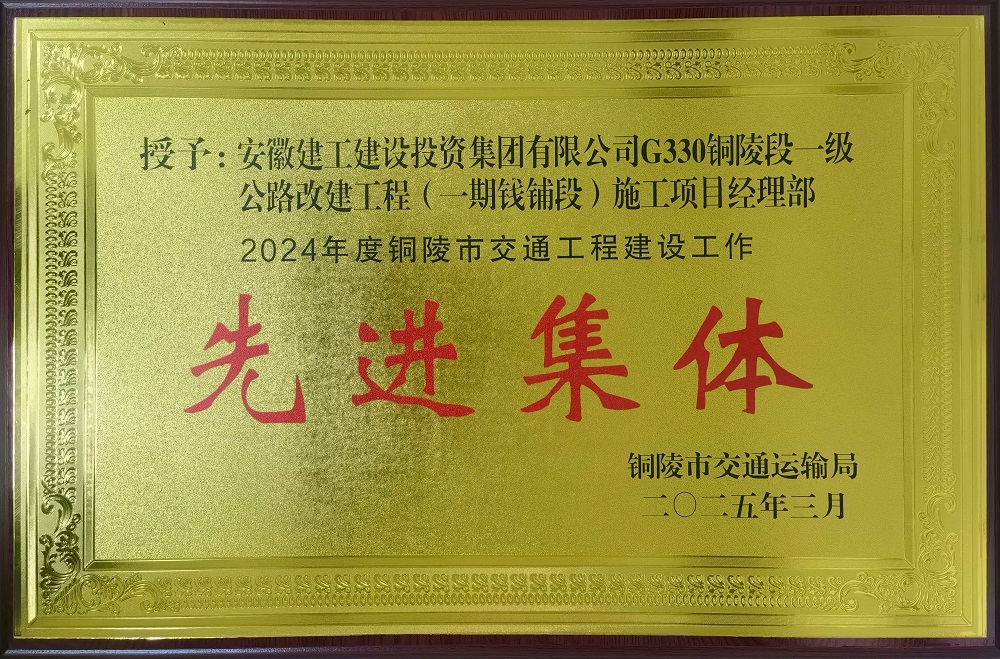 授予：安徽建工建设投资集团有限公司G330铜陵段一级
公路改建工程（一期钱铺段）施工项目经理部
2024年度铜陵市交通工程建设工作
先进集体
铜陵市交通运输局
二〇二五年三月